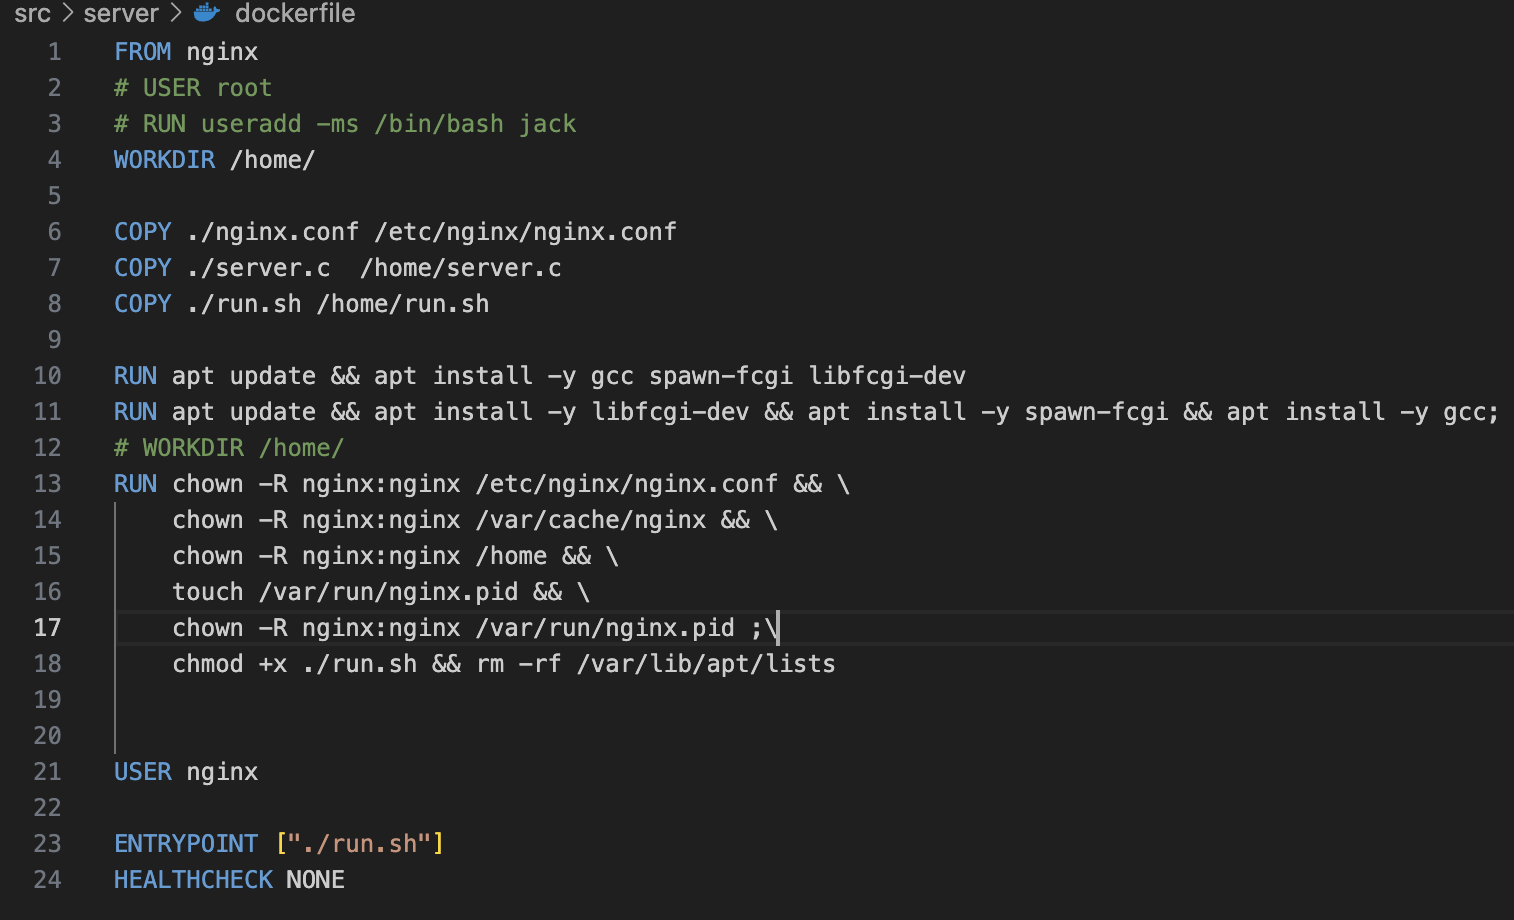 src > server > dockerfile
1 FROM nginx
2 # USER root
3 # RUN useradd -ms /bin/bash jack
4 WORKDIR /home/
5
6 COPY ./nginx.conf /etc/nginx/nginx.conf
7 COPY ./server.c  /home/server.c
8 COPY ./run.sh /home/run.sh
9
10 RUN apt update && apt install -y gcc spawn-fcgi libfcgi-dev
11 RUN apt update && apt install -y libfcgi-dev && apt install -y spawn-fcgi && apt install -y gcc;
12 # WORKDIR /home/
13 RUN chown -R nginx:nginx /etc/nginx/nginx.conf && \
14     chown -R nginx:nginx /var/cache/nginx && \
15     chown -R nginx:nginx /home && \
16     touch /var/run/nginx.pid && \
17     chown -R nginx:nginx /var/run/nginx.pid ;\
18     chmod +x ./run.sh && rm -rf /var/lib/apt/lists
19
20
21 USER nginx
22
23 ENTRYPOINT ["./run.sh"]
24 HEALTHCHECK NONE